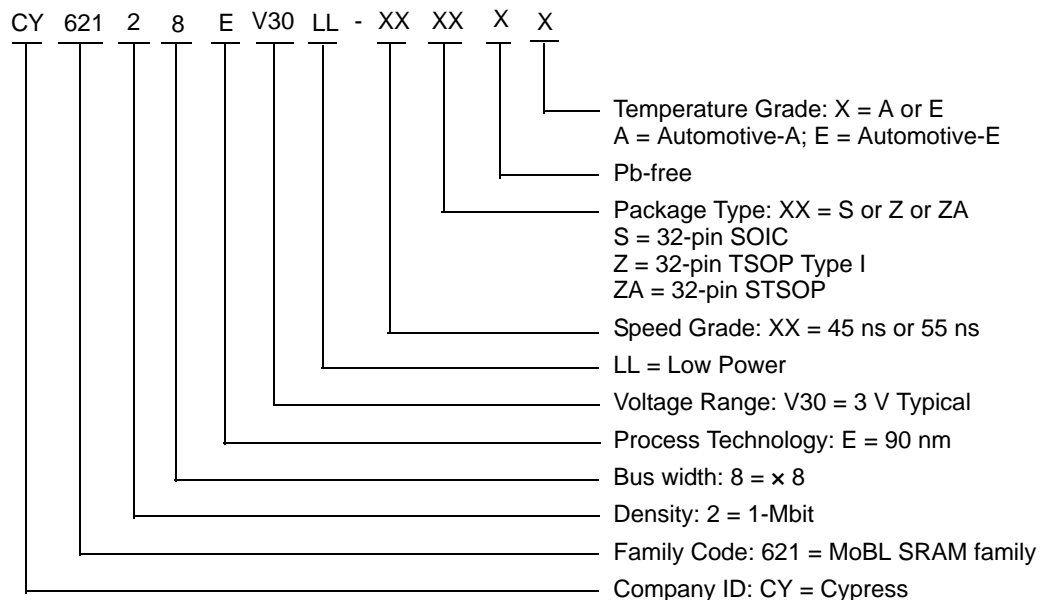 CY 621 2 8 E V30 LL - XX XX X X
Temperature Grade: X = A or E
A = Automotive-A; E = Automotive-E
Pb-free
Package Type: XX = S or Z or ZA
S = 32-pin SOIC
Z = 32-pin TSOP Type I
ZA = 32-pin STSOP
Speed Grade: XX = 45 ns or 55 ns
LL = Low Power
Voltage Range: V30 = 3 V Typical
Process Technology: E = 90 nm
Bus width: 8 = × 8
Density: 2 = 1-Mbit
Family Code: 621 = MoBL SRAM family
Company ID: CY = Cypress